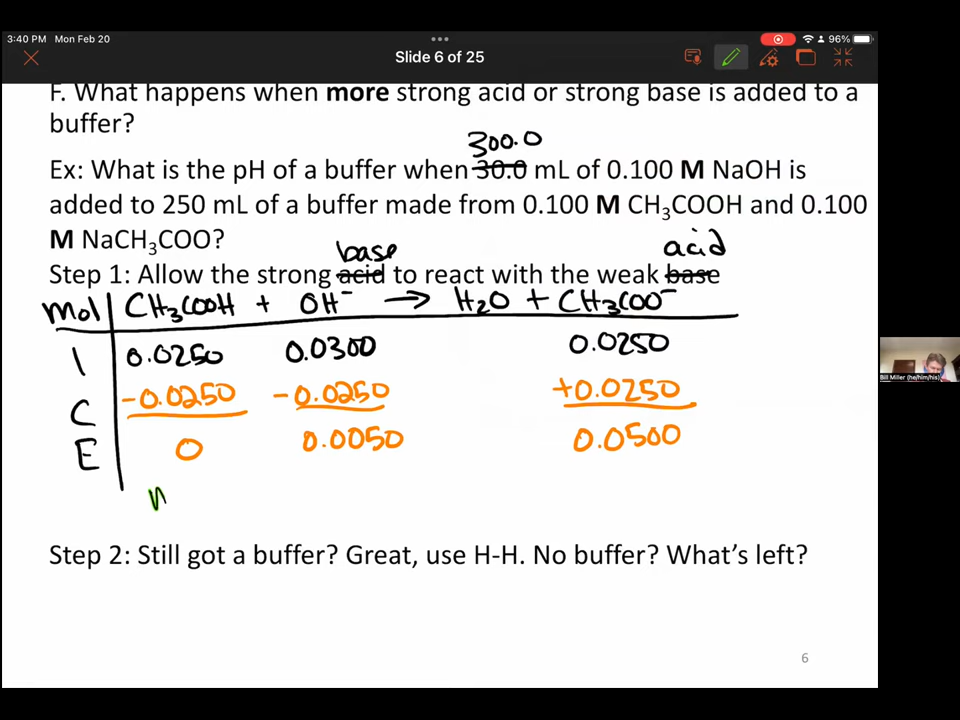 3:40 PM Mon Feb 20
96%
Slide 6 of 25
F. What happens when more strong acid or strong base is added to a
buffer?
300.0
Ex: What is the pH of a buffer when 30.0 mL of 0.100 M NaOH is
added to 250 mL of a buffer made from 0.100 M CH₃COOH and 0.100
M NaCH₃COO?
base acid
Step 1: Allow the strong acid to react with the weak base
mol CH₃COOH + OH⁻ → H₂O + CH₃COO⁻
I 0.0250 0.0300 0.0250
C -0.0250 -0.0250 +0.0250
E 0 0.0050 0.0500
Step 2: Still got a buffer? Great, use H-H. No buffer? What's left?
6
Bill Miller (he/him/his)